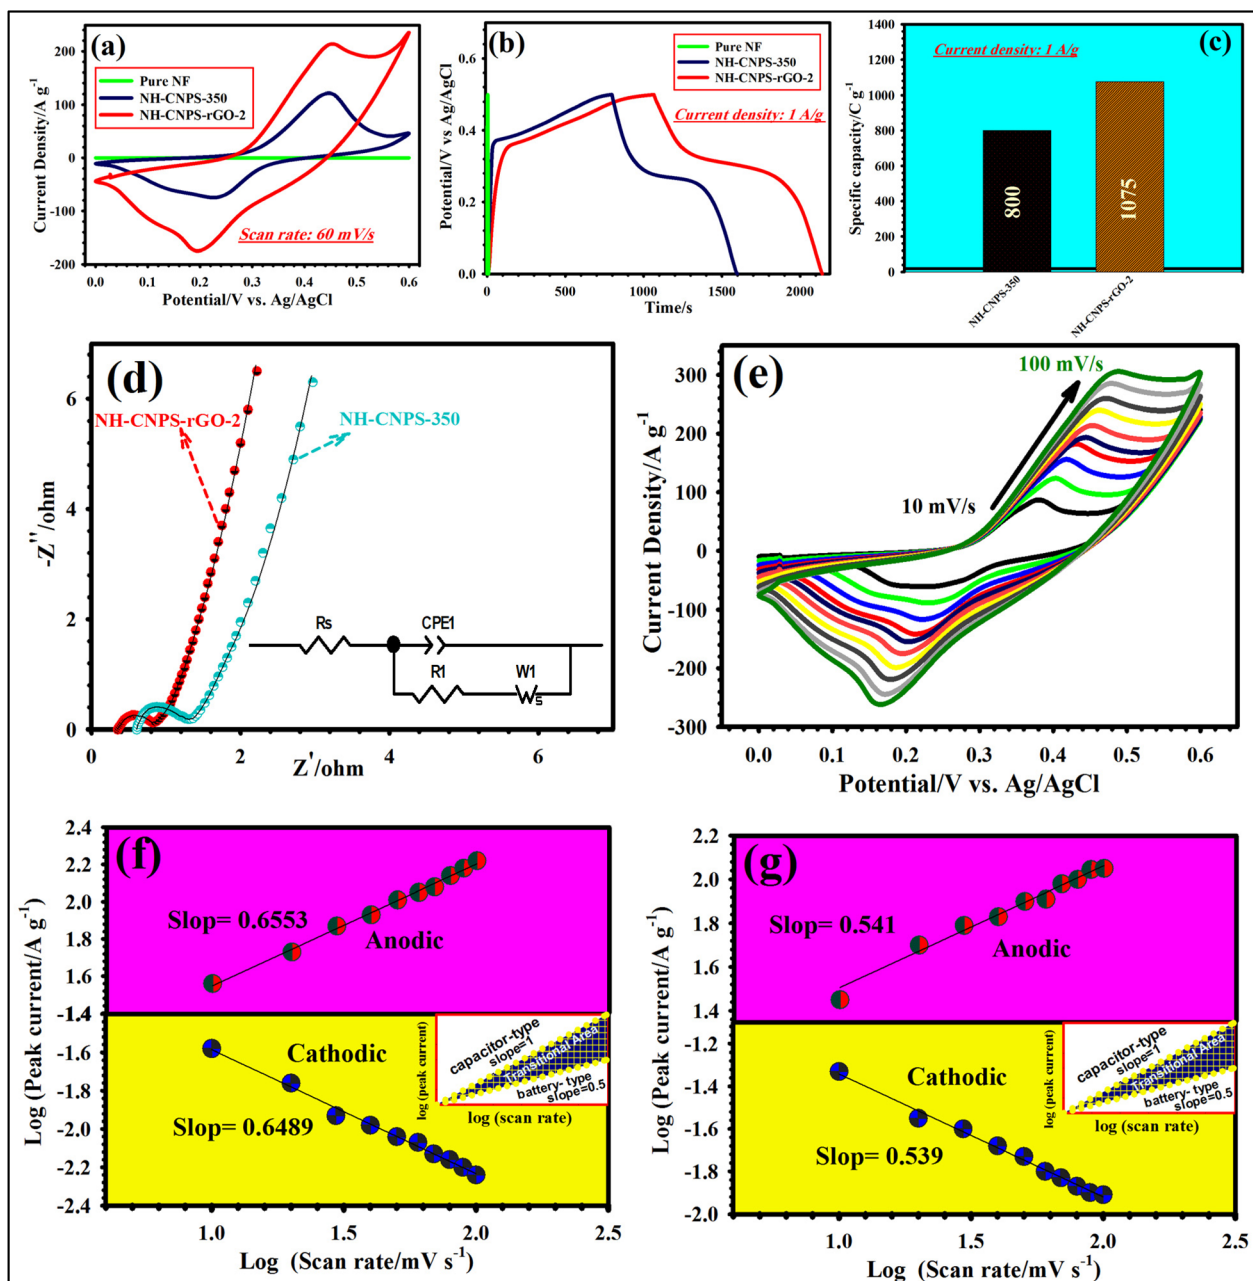 (a)
Pure NF
NH-CNPS-350
NH-CNPS-rGO-2
Scan rate: 60 mV/s
Current Density/A g⁻¹
200
100
0
-100
-200
0.0 0.1 0.2 0.3 0.4 0.5 0.6
Potential/V vs. Ag/AgCl
(b)
Pure NF
NH-CNPS-350
NH-CNPS-rGO-2
Current density: 1 A/g
Potential/V vs Ag/AgCl
0.4
0.2
0.0
0 500 1000 1500 2000
Time/s
(c)
Current density: 1 A/g
Specific capacity/C g⁻¹
1400
1200
1000
800
600
400
200
0
800
1075
NH-CNPS-350
NH-CNPS-rGO-2
(d)
NH-CNPS-rGO-2
NH-CNPS-350
-Z''/ohm
6
4
2
0
Rs
CPE1
R1
W1
s
0 2 4 6
Z'/ohm
(e)
100 mV/s
10 mV/s
Current Density/A g⁻¹
300
200
100
0
-100
-200
-300
0.0 0.1 0.2 0.3 0.4 0.5 0.6
Potential/V vs. Ag/AgCl
(f)
Log (Peak current/A g⁻¹)
2.4
2.2
2.0
1.8
1.6
-1.4
-1.6
-1.8
-2.0
-2.2
-2.4
Slop= 0.6553
Anodic
Cathodic
Slop= 0.6489
log (peak current)
capacitor-type
slope=1
transitional Area
battery- type
slope=0.5
log (scan rate)
1.0 1.5 2.0 2.5
Log (Scan rate/mV s⁻¹)
(g)
Log (Peak current/A g⁻¹)
2.2
2.0
1.8
1.6
1.4
-1.2
-1.4
-1.6
-1.8
-2.0
Slop= 0.541
Anodic
Cathodic
Slop= 0.539
log (peak current)
capacitor-type
slope=1
transitional Area
battery- type
slope=0.5
log (scan rate)
1.0 1.5 2.0 2.5
Log (Scan rate/mV s⁻¹)